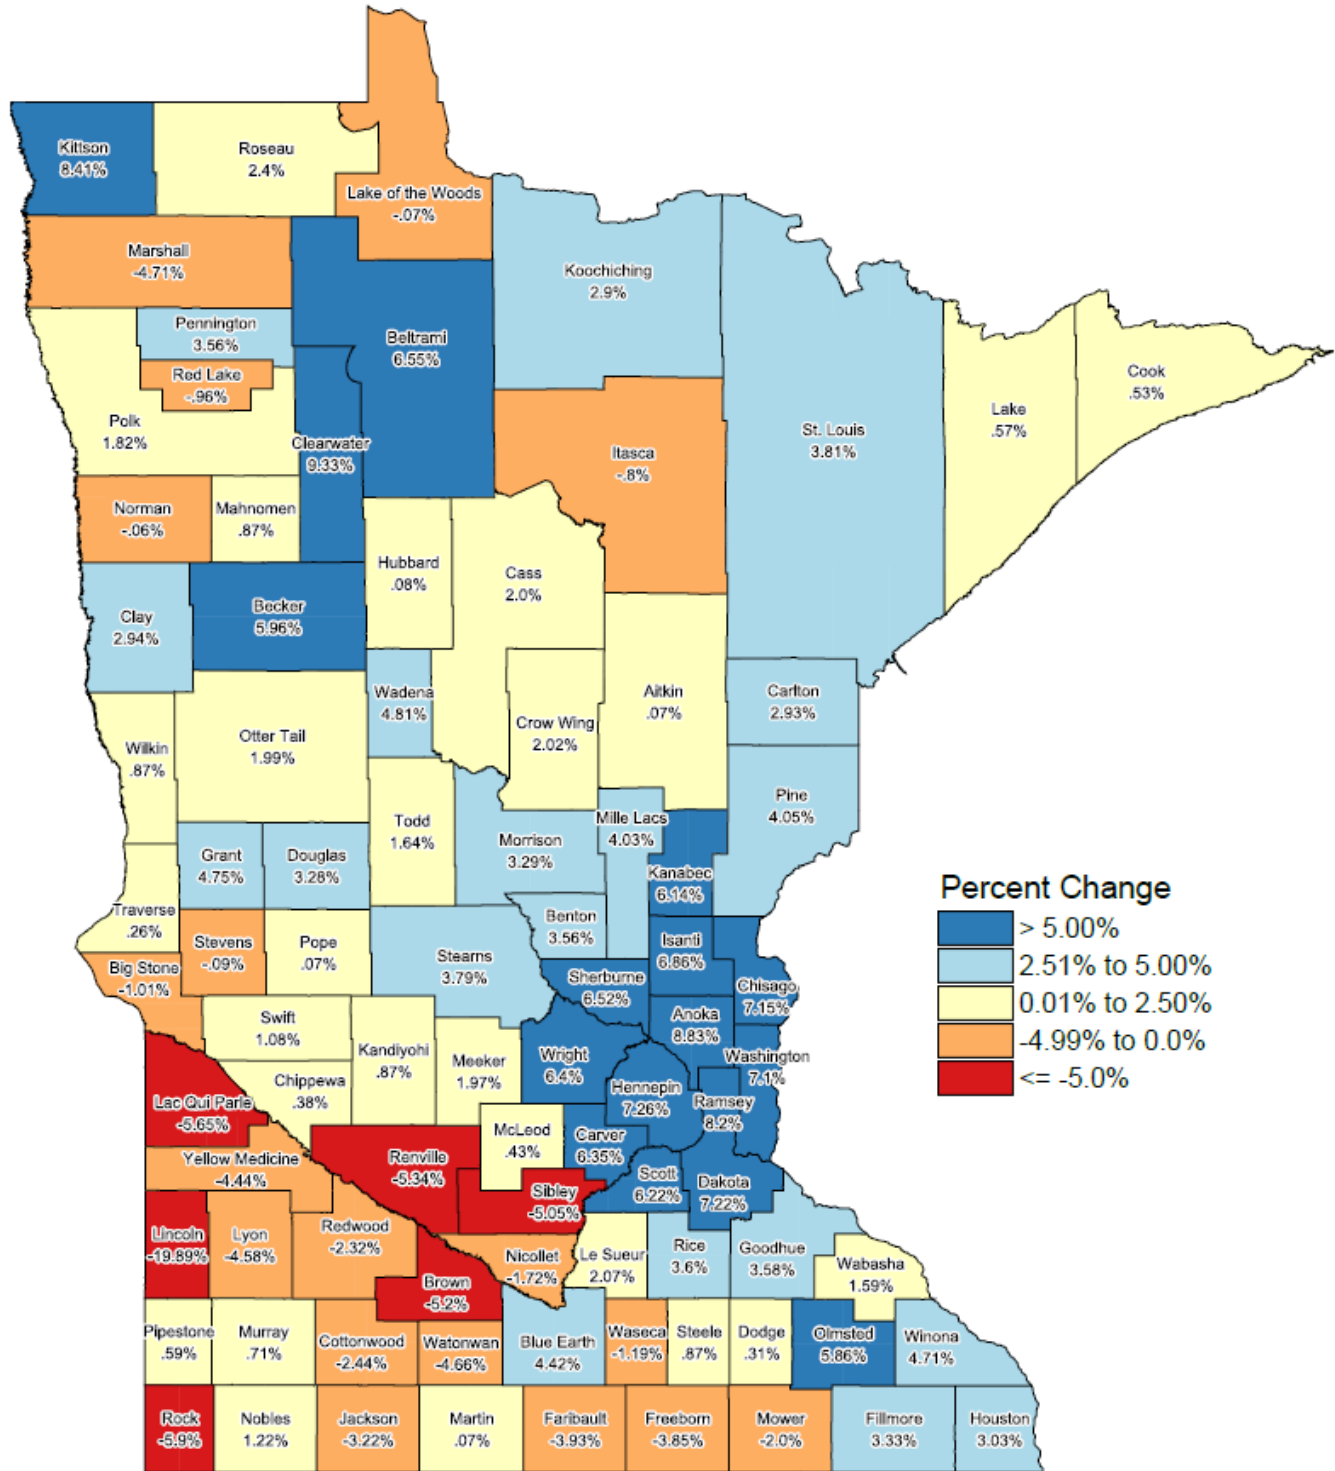 Kittson
8.41%
Roseau
2.4%
Lake of the Woods
-.07%
Marshall
-4.71%
Koochiching
2.9%
Pennington
3.56%
Beltrami
6.55%
Red Lake
-.96%
Polk
1.82%
Clearwater
9.33%
Itasca
-.8%
St. Louis
3.81%
Lake
.57%
Cook
.53%
Norman
-.06%
Mahnomen
.87%
Hubbard
.08%
Cass
2.0%
Clay
2.94%
Becker
5.96%
Wadena
4.81%
Crow Wing
2.02%
Aitkin
.07%
Carlton
2.93%
Wilkin
.87%
Otter Tail
1.99%
Todd
1.64%
Morrison
3.29%
Mille Lacs
4.03%
Pine
4.05%
Grant
4.75%
Douglas
3.28%
Kanabec
6.14%
Traverse
.26%
Stevens
-.09%
Pope
.07%
Stearns
3.79%
Benton
3.56%
Isanti
6.86%
Big Stone
-1.01%
Sherburne
6.52%
Chisago
7.15%
Swift
1.08%
Kandiyohi
.87%
Meeker
1.97%
Wright
6.4%
Anoka
8.83%
Washington
7.1%
Chippewa
.38%
Hennepin
7.26%
Ramsey
8.2%
Lac Qui Parle
-5.65%
McLeod
.43%
Carver
6.35%
Yellow Medicine
-4.44%
Renville
-5.34%
Sibley
-5.05%
Scott
6.22%
Dakota
7.22%
Lincoln
-19.89%
Lyon
-4.58%
Redwood
-2.32%
Nicollet
-1.72%
Le Sueur
2.07%
Rice
3.6%
Goodhue
3.58%
Wabasha
1.59%
Brown
-5.2%
Pipestone
.59%
Murray
.71%
Cottonwood
-2.44%
Watonwan
-4.66%
Blue Earth
4.42%
Waseca
-1.19%
Steele
.87%
Dodge
.31%
Olmsted
5.86%
Winona
4.71%
Rock
-5.9%
Nobles
1.22%
Jackson
-3.22%
Martin
.07%
Faribault
-3.93%
Freeborn
-3.85%
Mower
-2.0%
Fillmore
3.33%
Houston
3.03%
Percent Change
> 5.00%
2.51% to 5.00%
0.01% to 2.50%
-4.99% to 0.0%
<= -5.0%